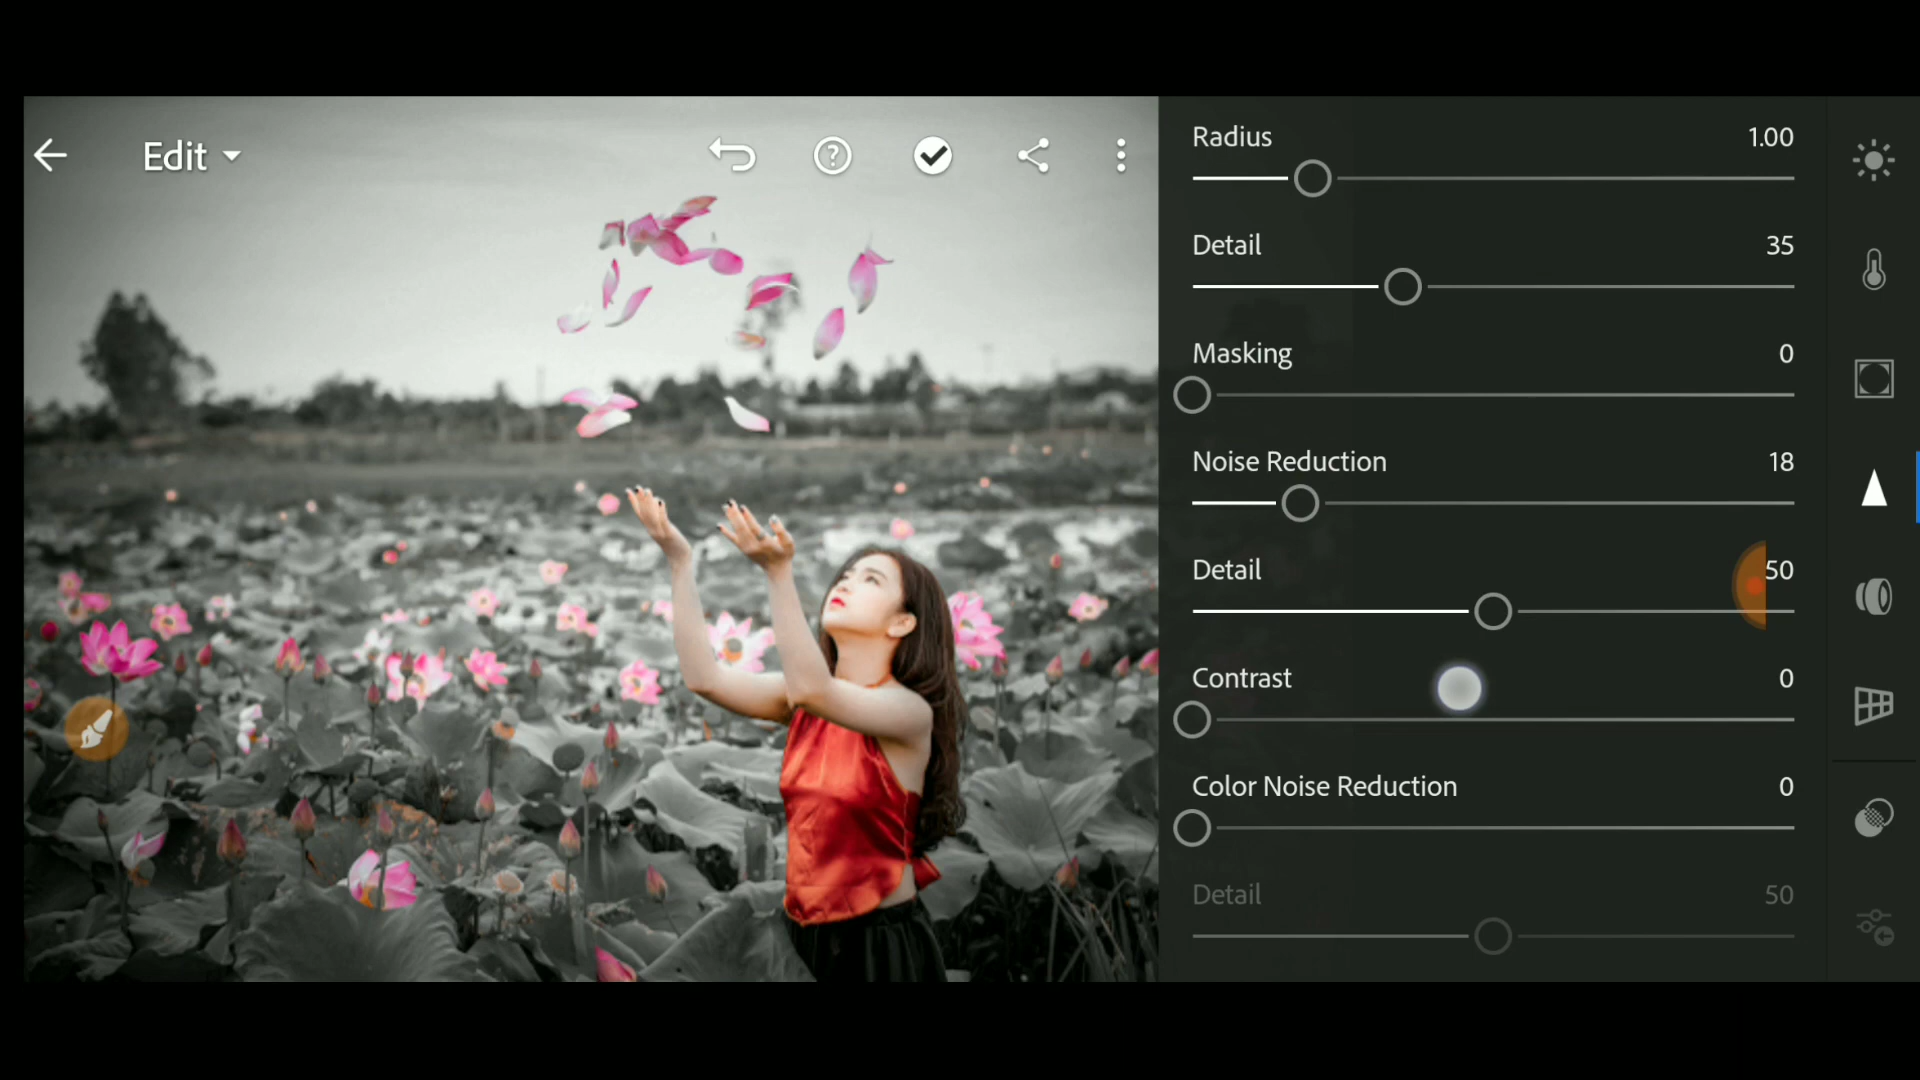 Edit
Radius 1.00
Detail 35
Masking 0
Noise Reduction 18
Detail 50
Contrast 0
Color Noise Reduction 0
Detail 50